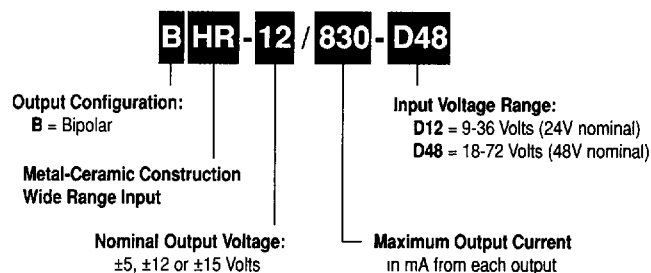 B HR - 12 / 830 - D48
Output Configuration:
B = Bipolar
Input Voltage Range:
D12 = 9-36 Volts (24V nominal)
D48 = 18-72 Volts (48V nominal)
Metal-Ceramic Construction
Wide Range Input
Nominal Output Voltage:
±5, ±12 or ±15 Volts
Maximum Output Current
in mA from each output